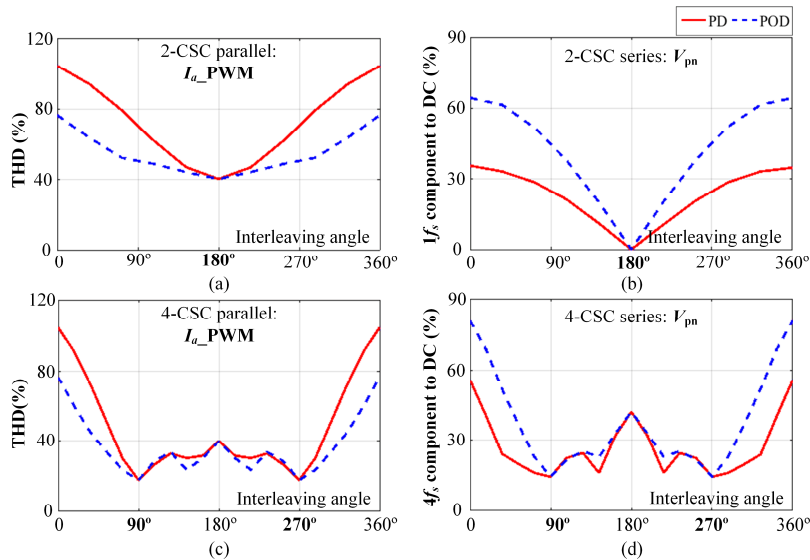 PD POD
120
80
40
0
THD (%)
2-CSC parallel:
Ia_PWM
Interleaving angle
0 90º 180º 270º 360º
(a)
90
60
30
0
1fs component to DC (%)
2-CSC series: Vpn
Interleaving angle
0 90º 180º 270º 360º
(b)
120
80
40
0
THD(%)
4-CSC parallel:
Ia_PWM
Interleaving angle
0 90º 180º 270º 360º
(c)
90
60
30
0
4fs component to DC (%)
4-CSC series: Vpn
Interleaving angle
0 90º 180º 270º 360º
(d)